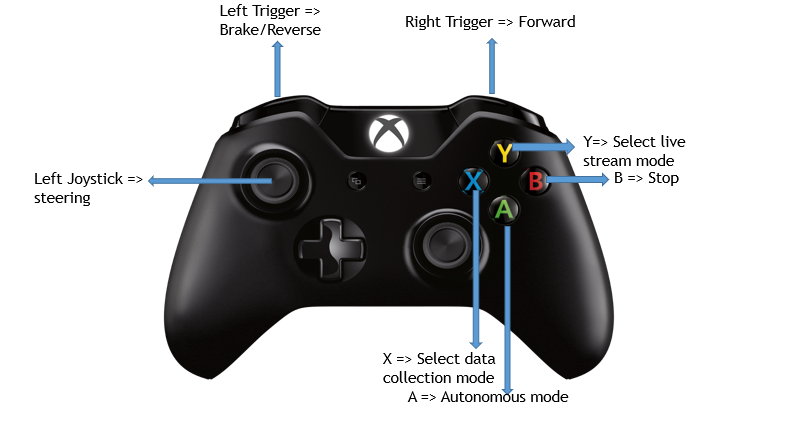 Left Trigger =>
Brake/Reverse
Right Trigger => Forward
Y=> Select live
stream mode
B => Stop
Left Joystick =>
steering
Y
X
B
A
X => Select data
collection mode
A => Autonomous mode